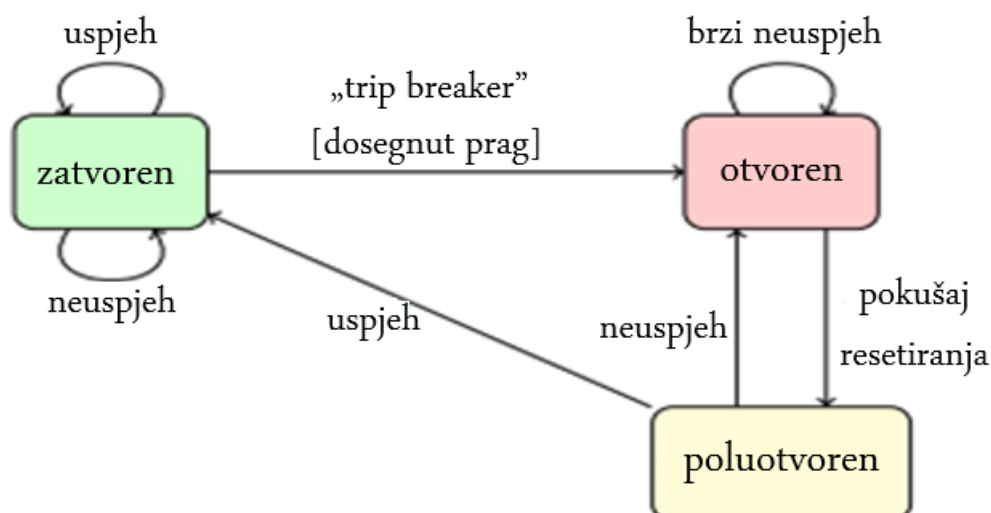 uspjeh
brzi neuspjeh
„trip breaker”
[dosegnut prag]
zatvoren
otvoren
neuspjeh
uspjeh
neuspjeh
pokušaj
resetiranja
poluotvoren